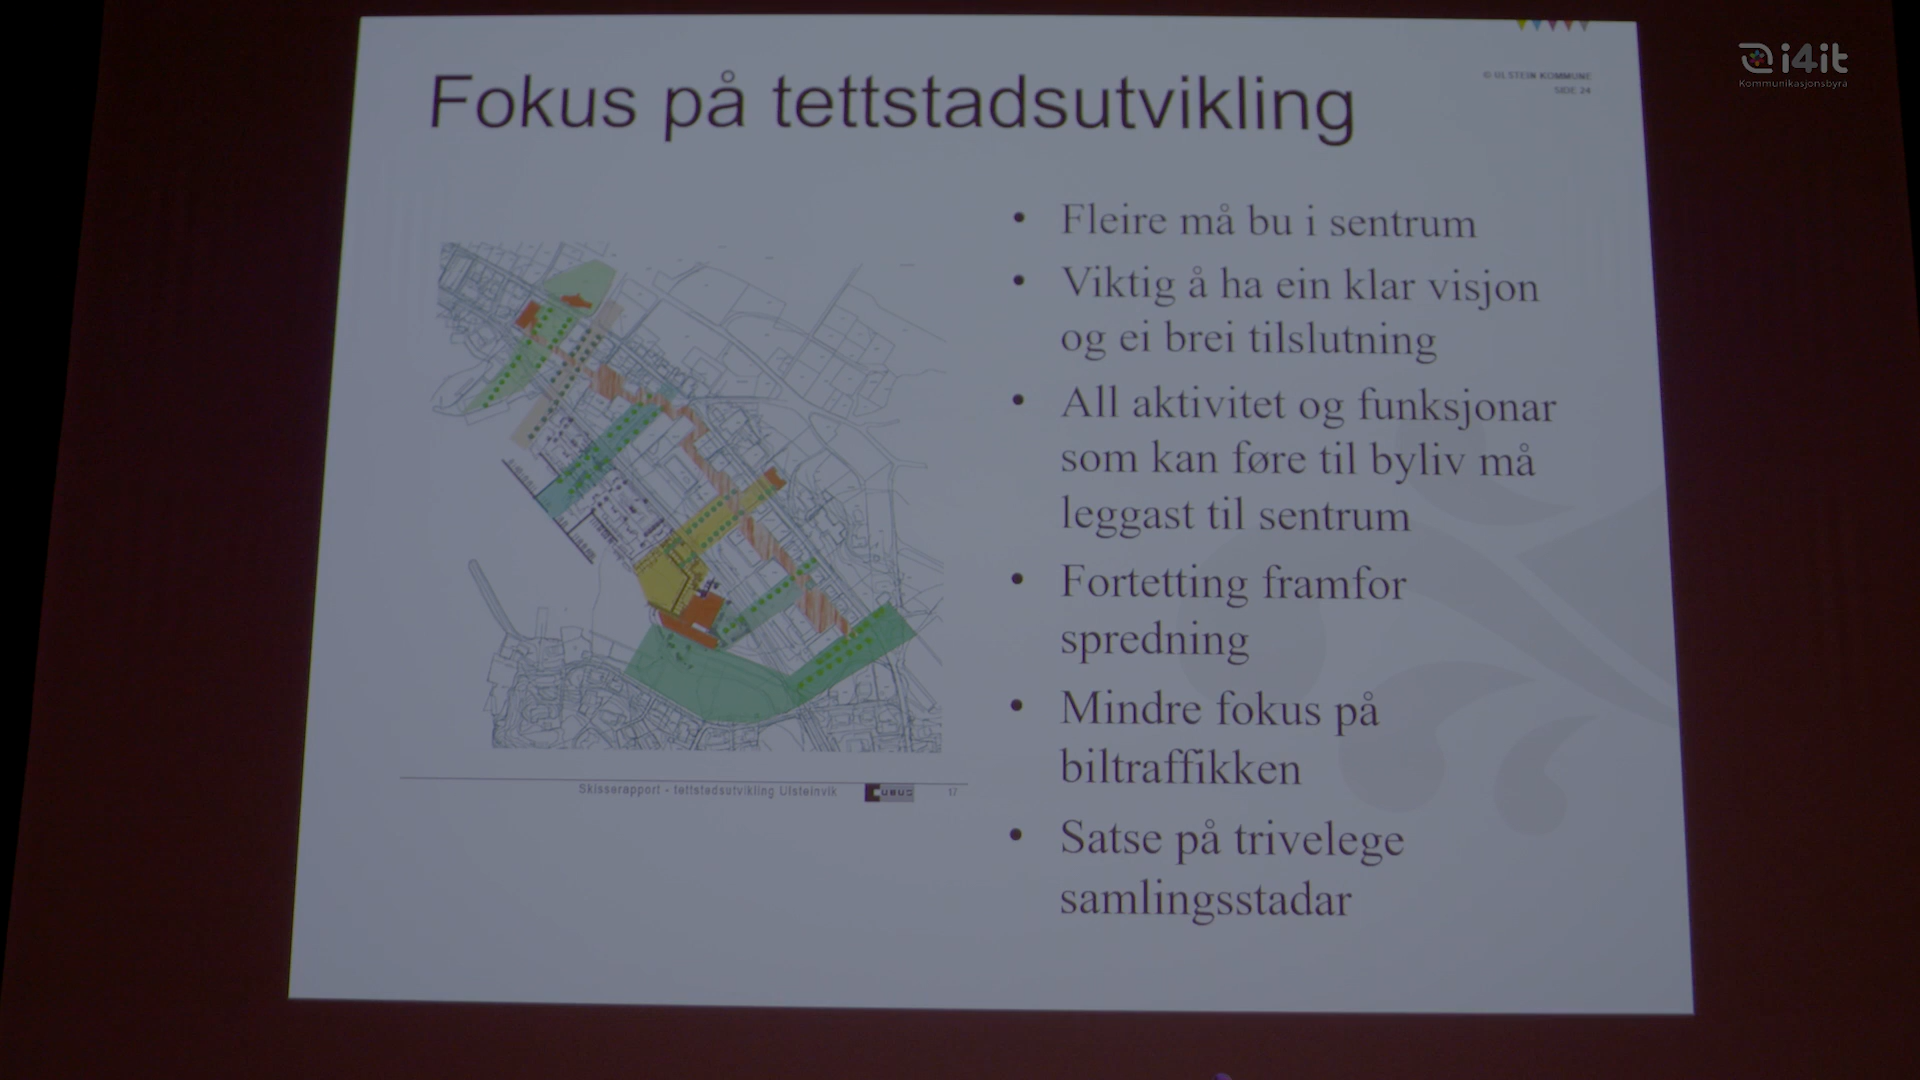 Fokus på tettstadsutvikling
© ULSTEIN KOMMUNE
SIDE 24
i4it
Kommunikasjonsbyrå
• Fleire må bu i sentrum
• Viktig å ha ein klar visjon
og ei brei tilslutning
• All aktivitet og funksjonar
som kan føre til byliv må
leggast til sentrum
• Fortetting framfor
spredning
• Mindre fokus på
biltraffikken
• Satse på trivelege
samlingsstadar
Skisserapport - tettstedsutvikling Ulsteinvik
CUBUS
17